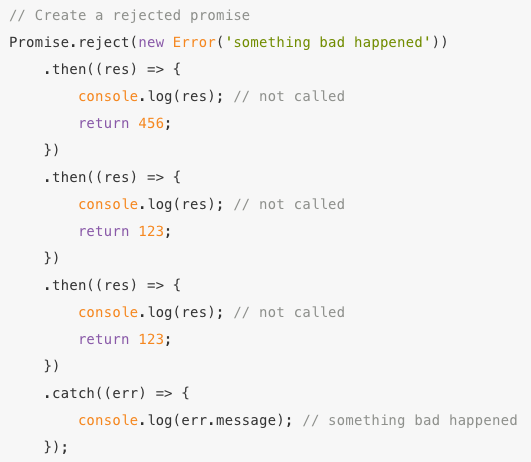 // Create a rejected promise
Promise.reject(new Error('something bad happened'))
    .then((res) => {
        console.log(res); // not called
        return 456;
    })
    .then((res) => {
        console.log(res); // not called
        return 123;
    })
    .then((res) => {
        console.log(res); // not called
        return 123;
    })
    .catch((err) => {
        console.log(err.message); // something bad happened
    });